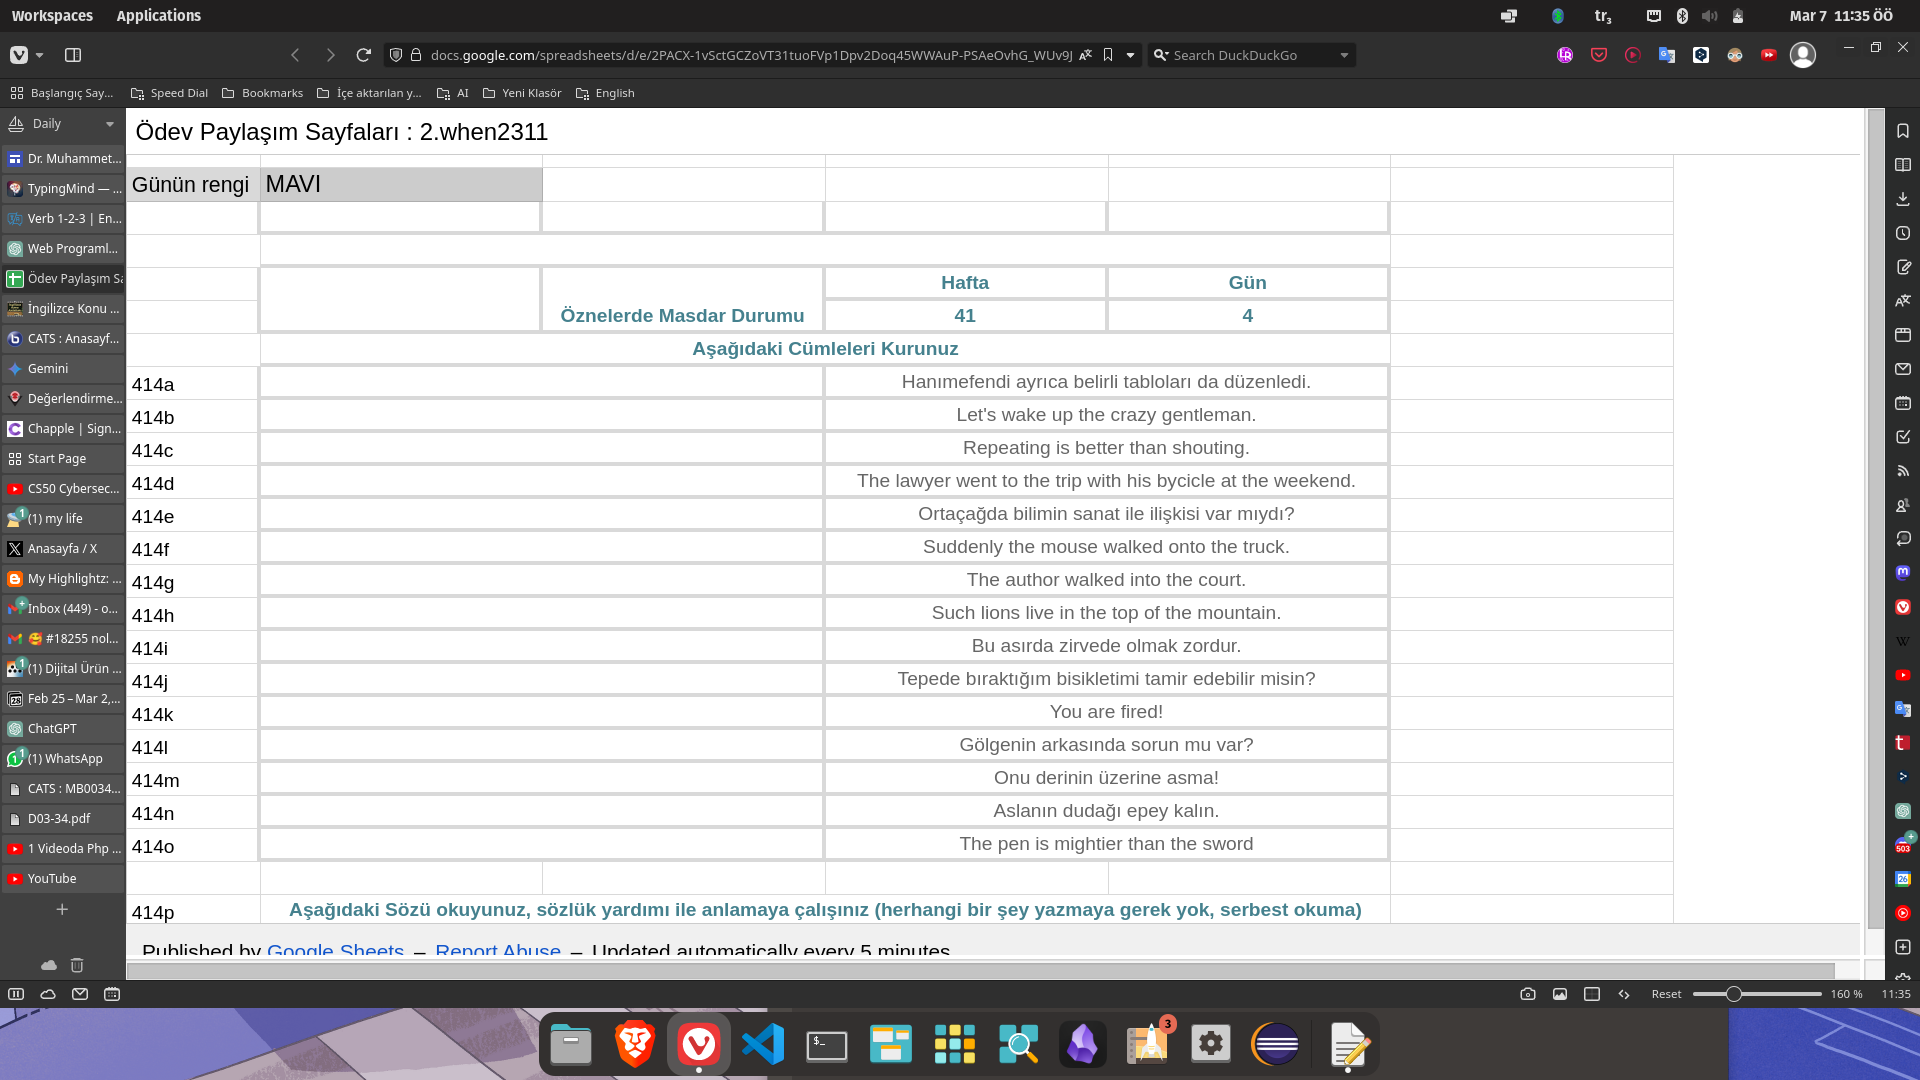 Workspaces Applications tr₃ Mar 7 11:35 ÖÖ
docs.google.com/spreadsheets/d/e/2PACX-1vSctGCZoVT31tuoFVp1Dpv2Doq45WWAuP-PSAeOvhG_WUv9J Search DuckDuckGo
Başlangıç Say... Speed Dial Bookmarks İçe aktarılan y... AI Yeni Klasör English
Daily
Dr. Muhammet...
TypingMind — ...
Verb 1-2-3 | En...
Web Programl...
Ödev Paylaşım Sa
İngilizce Konu ...
CATS : Anasayf...
Gemini
Değerlendirme...
Chapple | Sign...
Start Page
CS50 Cybersec...
(1) my life
Anasayfa / X
My Highlightz: ...
Inbox (449) - o...
🥰 #18255 nol...
(1) Dijital Ürün ...
Feb 25 – Mar 2,...
ChatGPT
(1) WhatsApp
CATS : MB0034...
D03-34.pdf
1 Videoda Php ...
YouTube
Ödev Paylaşım Sayfaları : 2.when2311
Günün rengi MAVI
Hafta Gün
Öznelerde Masdar Durumu 41 4
Aşağıdaki Cümleleri Kurunuz
414a Hanımefendi ayrıca belirli tabloları da düzenledi.
414b Let's wake up the crazy gentleman.
414c Repeating is better than shouting.
414d The lawyer went to the trip with his bycicle at the weekend.
414e Ortaçağda bilimin sanat ile ilişkisi var mıydı?
414f Suddenly the mouse walked onto the truck.
414g The author walked into the court.
414h Such lions live in the top of the mountain.
414i Bu asırda zirvede olmak zordur.
414j Tepede bıraktığım bisikletimi tamir edebilir misin?
414k You are fired!
414l Gölgenin arkasında sorun mu var?
414m Onu derinin üzerine asma!
414n Aslanın dudağı epey kalın.
414o The pen is mightier than the sword
414p Aşağıdaki Sözü okuyunuz, sözlük yardımı ile anlamaya çalışınız (herhangi bir şey yazmaya gerek yok, serbest okuma)
Published by Google Sheets – Report Abuse – Updated automatically every 5 minutes
503
26
Reset 160 % 11:35
3